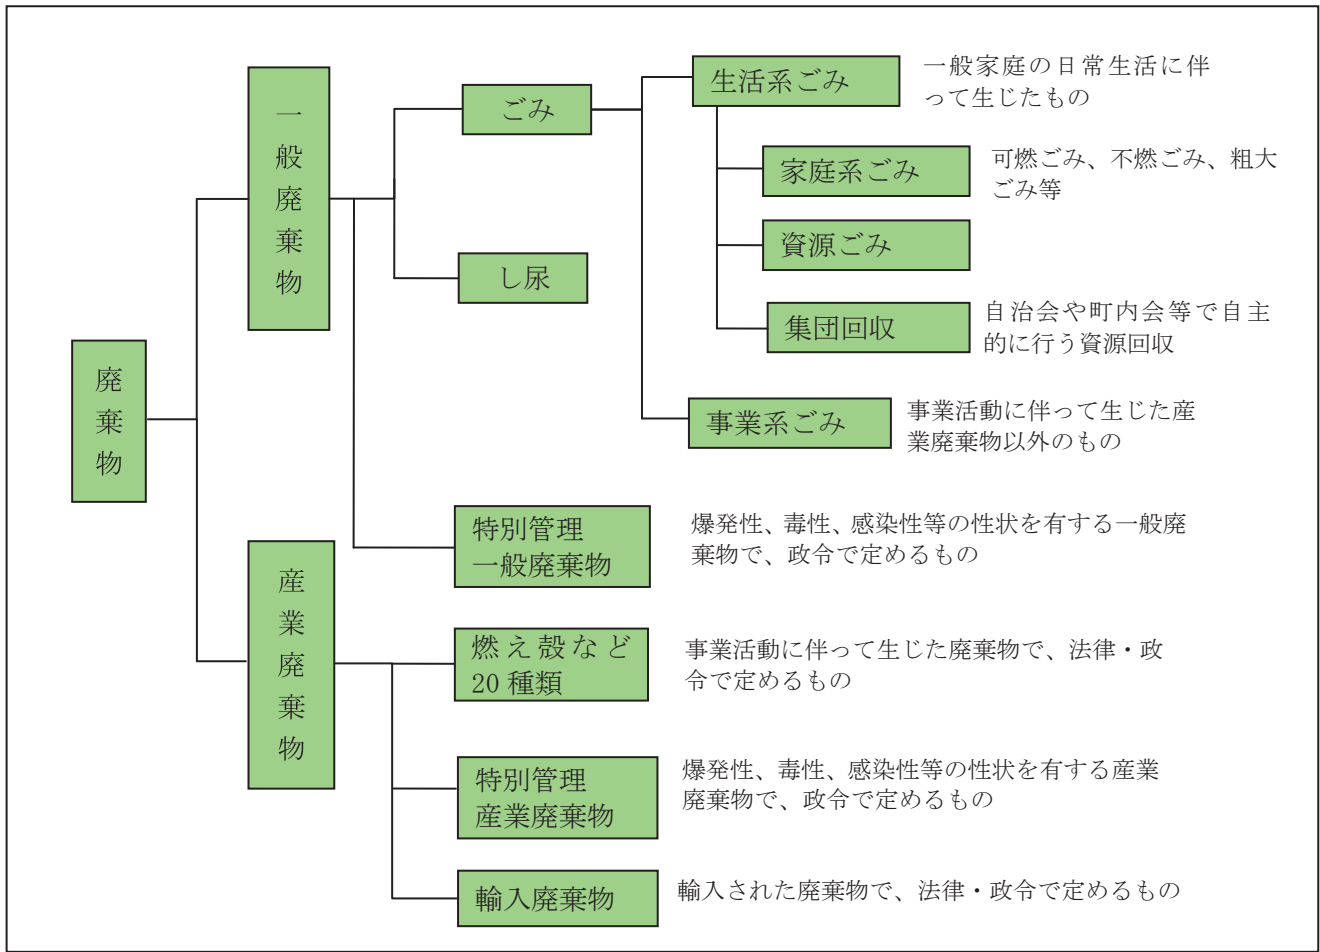 廃棄物
一般廃棄物
ごみ
生活系ごみ
一般家庭の日常生活に伴
って生じたもの
家庭系ごみ
可燃ごみ、不燃ごみ、粗大
ごみ等
資源ごみ
集団回収
自治会や町内会等で自主
的に行う資源回収
事業系ごみ
事業活動に伴って生じた産
業廃棄物以外のもの
し尿
特別管理
一般廃棄物
爆発性、毒性、感染性等の性状を有する一般廃
棄物で、政令で定めるもの
産業廃棄物
燃え殻など
20 種類
事業活動に伴って生じた廃棄物で、法律・政
令で定めるもの
特別管理
産業廃棄物
爆発性、毒性、感染性等の性状を有する産業
廃棄物で、政令で定めるもの
輸入廃棄物
輸入された廃棄物で、法律・政令で定めるもの